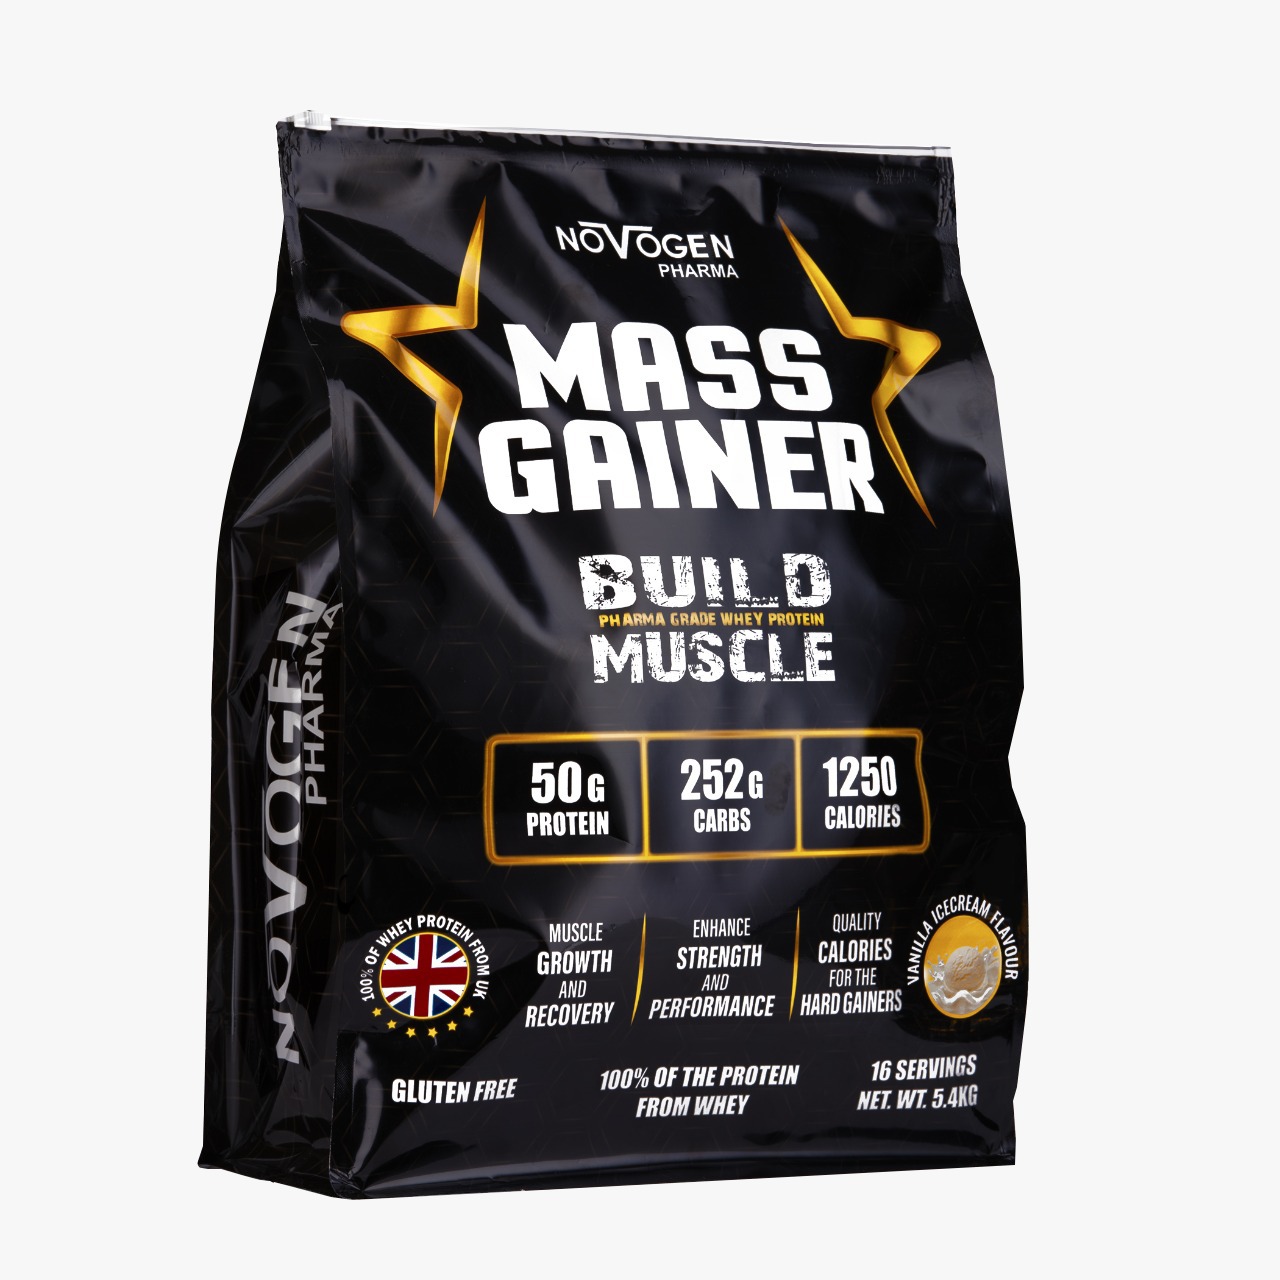 NOVOGEN
PHARMA
MASS
GAINER
BUILD
PHARMA GRADE WHEY PROTEIN
MUSCLE
50G
PROTEIN
252G
CARBS
1250
CALORIES
100% OF WHEY PROTEIN FROM UK
MUSCLE
GROWTH
AND
RECOVERY
ENHANCE
STRENGTH
AND
PERFORMANCE
QUALITY
CALORIES
FOR THE
HARD GAINERS
VANILLA ICECREAM FLAVOUR
GLUTEN FREE
100% OF THE PROTEIN
FROM WHEY
16 SERVINGS
NET. WT. 5.4KG
NOVOGEN
PHARMA